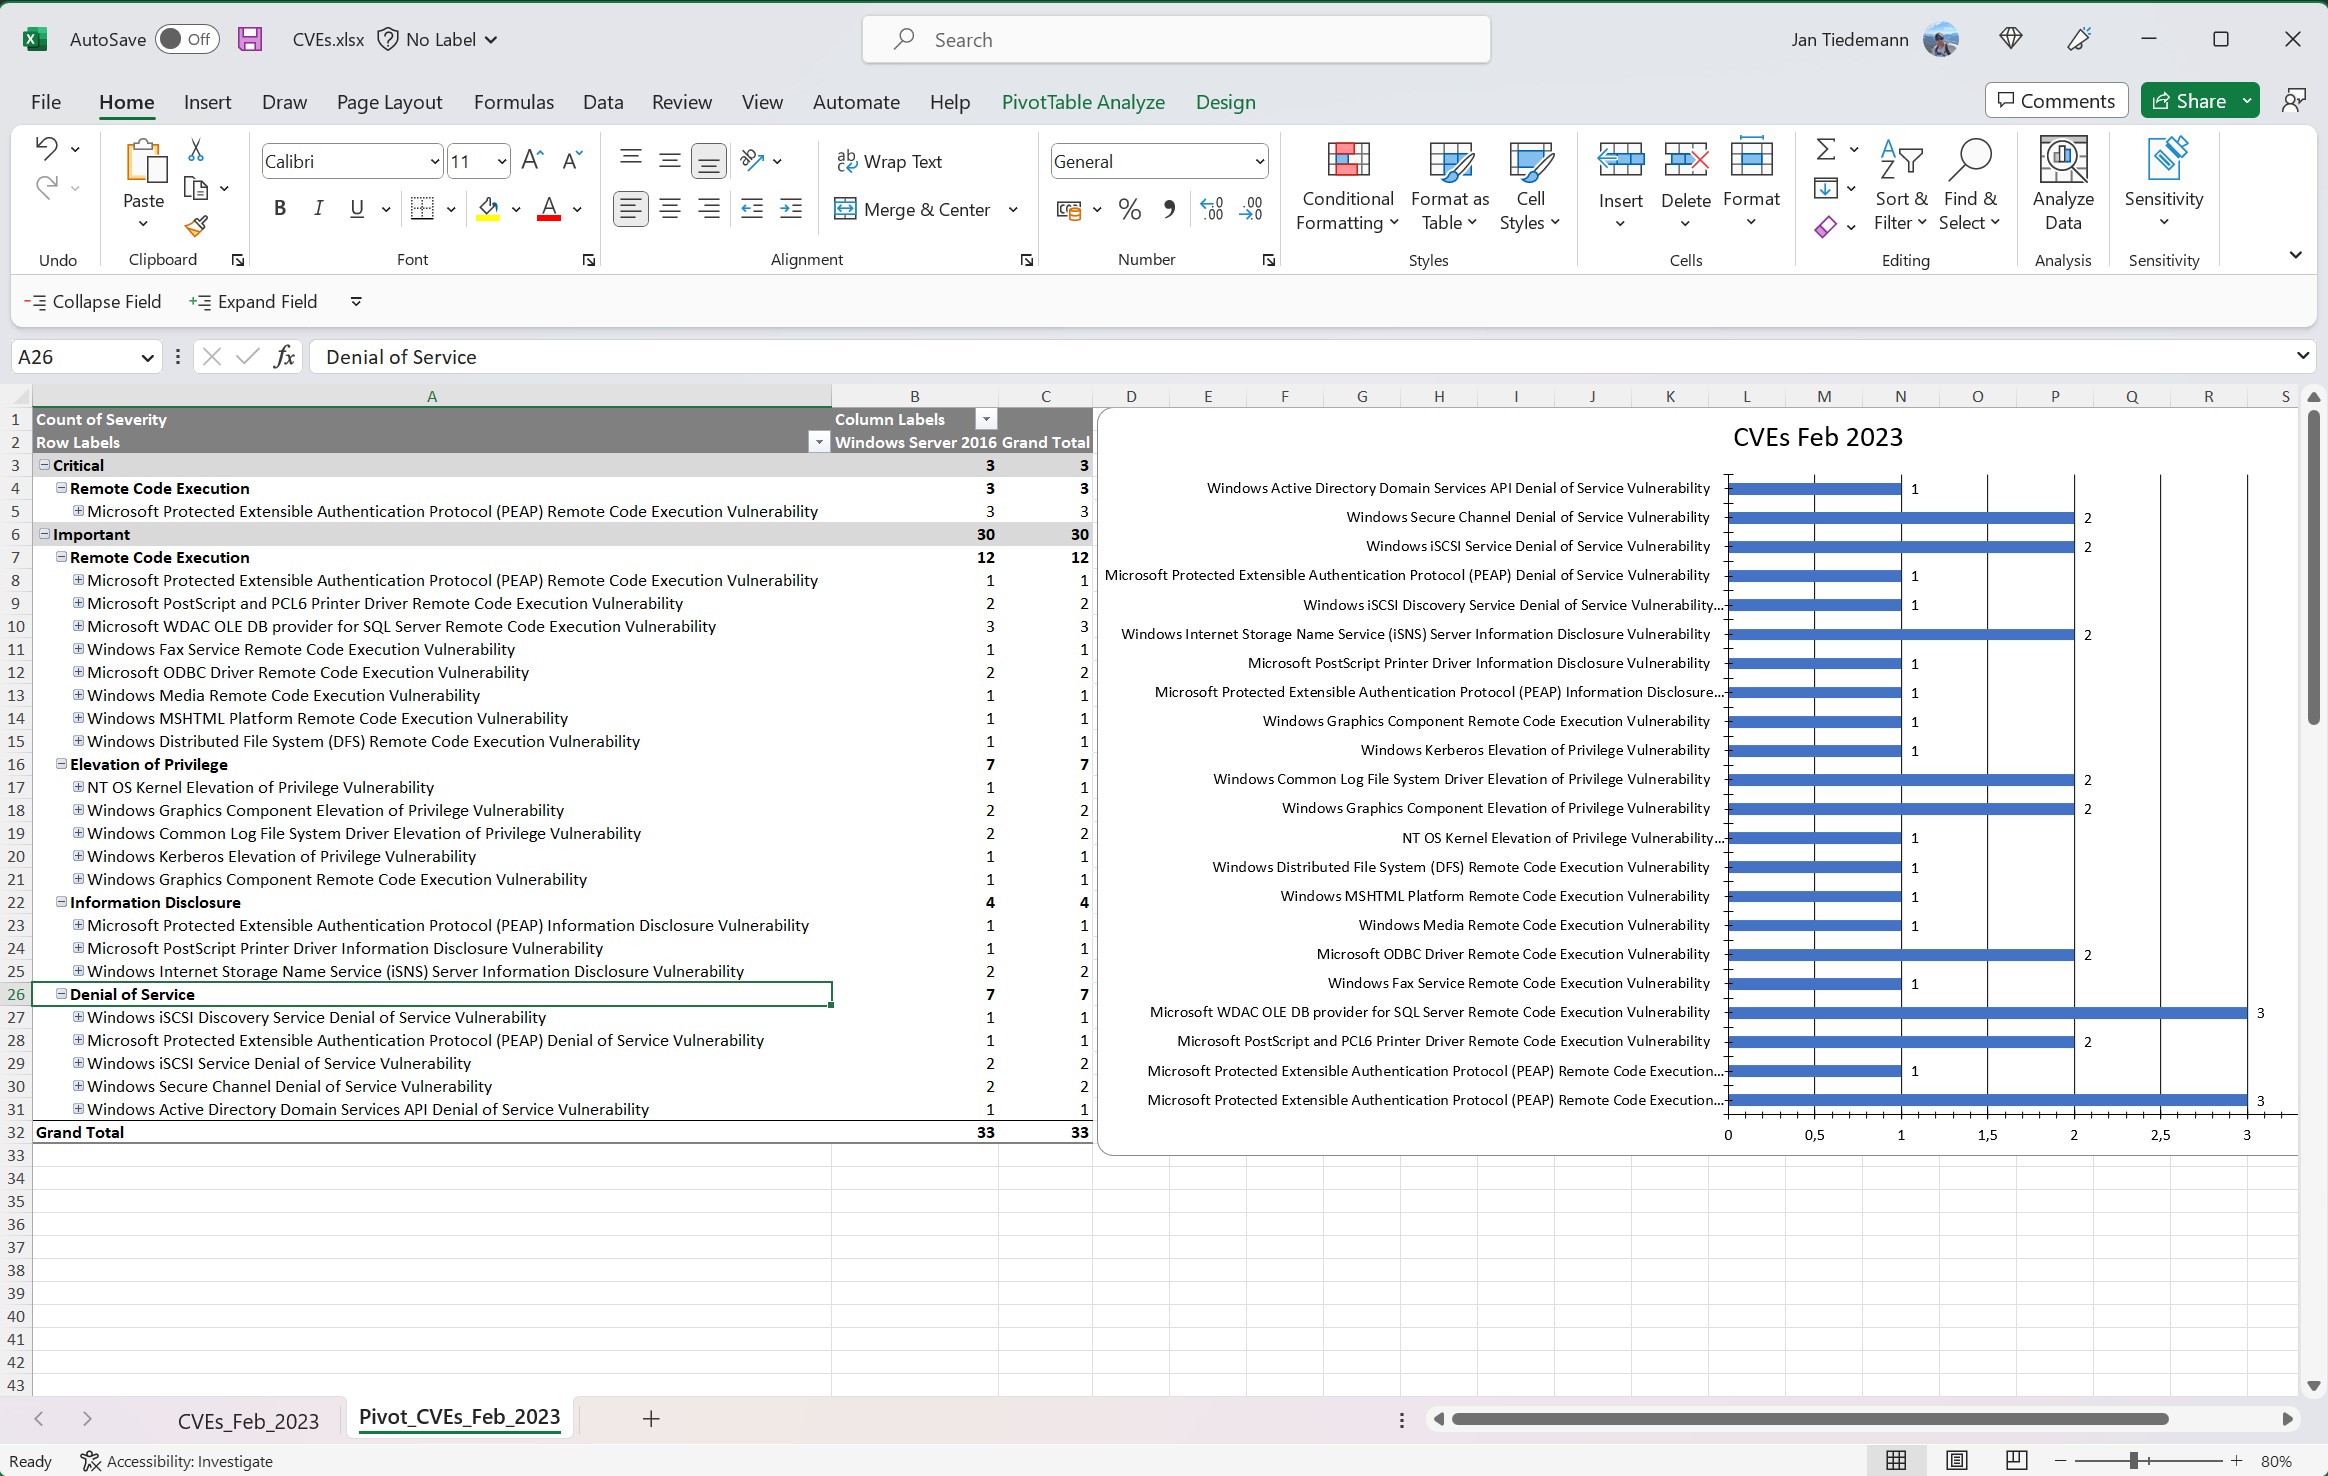 AutoSave Off CVEs.xlsx No Label Search Jan Tiedemann
File Home Insert Draw Page Layout Formulas Data Review View Automate Help PivotTable Analyze Design Comments Share
Paste
Calibri 11
B I U A
Wrap Text
Merge & Center
General
% 9
Conditional Formatting
Format as Table
Cell Styles
Insert Delete Format
Sort & Filter
Find & Select
Analyze Data
Sensitivity
Undo Clipboard Font Alignment Number Styles Cells Editing Analysis Sensitivity
Collapse Field Expand Field
A26 fx Denial of Service
A B C D E F G H I J K L M N O P Q R S
1 Count of Severity Column Labels
2 Row Labels Windows Server 2016 Grand Total
3 Critical 3 3
4 Remote Code Execution 3 3
5 Microsoft Protected Extensible Authentication Protocol (PEAP) Remote Code Execution Vulnerability 3 3
6 Important 30 30
7 Remote Code Execution 12 12
8 Microsoft Protected Extensible Authentication Protocol (PEAP) Remote Code Execution Vulnerability 1 1
9 Microsoft PostScript and PCL6 Printer Driver Remote Code Execution Vulnerability 2 2
10 Microsoft WDAC OLE DB provider for SQL Server Remote Code Execution Vulnerability 3 3
11 Windows Fax Service Remote Code Execution Vulnerability 1 1
12 Microsoft ODBC Driver Remote Code Execution Vulnerability 2 2
13 Windows Media Remote Code Execution Vulnerability 1 1
14 Windows MSHTML Platform Remote Code Execution Vulnerability 1 1
15 Windows Distributed File System (DFS) Remote Code Execution Vulnerability 1 1
16 Elevation of Privilege 7 7
17 NT OS Kernel Elevation of Privilege Vulnerability 1 1
18 Windows Graphics Component Elevation of Privilege Vulnerability 2 2
19 Windows Common Log File System Driver Elevation of Privilege Vulnerability 2 2
20 Windows Kerberos Elevation of Privilege Vulnerability 1 1
21 Windows Graphics Component Remote Code Execution Vulnerability 1 1
22 Information Disclosure 4 4
23 Microsoft Protected Extensible Authentication Protocol (PEAP) Information Disclosure Vulnerability 1 1
24 Microsoft PostScript Printer Driver Information Disclosure Vulnerability 1 1
25 Windows Internet Storage Name Service (iSNS) Server Information Disclosure Vulnerability 2 2
26 Denial of Service 7 7
27 Windows iSCSI Discovery Service Denial of Service Vulnerability 1 1
28 Microsoft Protected Extensible Authentication Protocol (PEAP) Denial of Service Vulnerability 1 1
29 Windows iSCSI Service Denial of Service Vulnerability 2 2
30 Windows Secure Channel Denial of Service Vulnerability 2 2
31 Windows Active Directory Domain Services API Denial of Service Vulnerability 1 1
32 Grand Total 33 33
33
34
35
36
37
38
39
40
41
42
43
CVEs Feb 2023
Windows Active Directory Domain Services API Denial of Service Vulnerability 1
Windows Secure Channel Denial of Service Vulnerability 2
Windows iSCSI Service Denial of Service Vulnerability 2
Microsoft Protected Extensible Authentication Protocol (PEAP) Denial of Service Vulnerability 1
Windows iSCSI Discovery Service Denial of Service Vulnerability... 1
Windows Internet Storage Name Service (iSNS) Server Information Disclosure Vulnerability 2
Microsoft PostScript Printer Driver Information Disclosure Vulnerability 1
Microsoft Protected Extensible Authentication Protocol (PEAP) Information Disclosure... 1
Windows Graphics Component Remote Code Execution Vulnerability 1
Windows Kerberos Elevation of Privilege Vulnerability 1
Windows Common Log File System Driver Elevation of Privilege Vulnerability 2
Windows Graphics Component Elevation of Privilege Vulnerability 2
NT OS Kernel Elevation of Privilege Vulnerability... 1
Windows Distributed File System (DFS) Remote Code Execution Vulnerability 1
Windows MSHTML Platform Remote Code Execution Vulnerability 1
Windows Media Remote Code Execution Vulnerability 1
Microsoft ODBC Driver Remote Code Execution Vulnerability 2
Windows Fax Service Remote Code Execution Vulnerability 1
Microsoft WDAC OLE DB provider for SQL Server Remote Code Execution Vulnerability 3
Microsoft PostScript and PCL6 Printer Driver Remote Code Execution Vulnerability 2
Microsoft Protected Extensible Authentication Protocol (PEAP) Remote Code Execution... 1
Microsoft Protected Extensible Authentication Protocol (PEAP) Remote Code Execution... 3
0 0,5 1 1,5 2 2,5 3
CVEs_Feb_2023 Pivot_CVEs_Feb_2023
Ready Accessibility: Investigate 80%